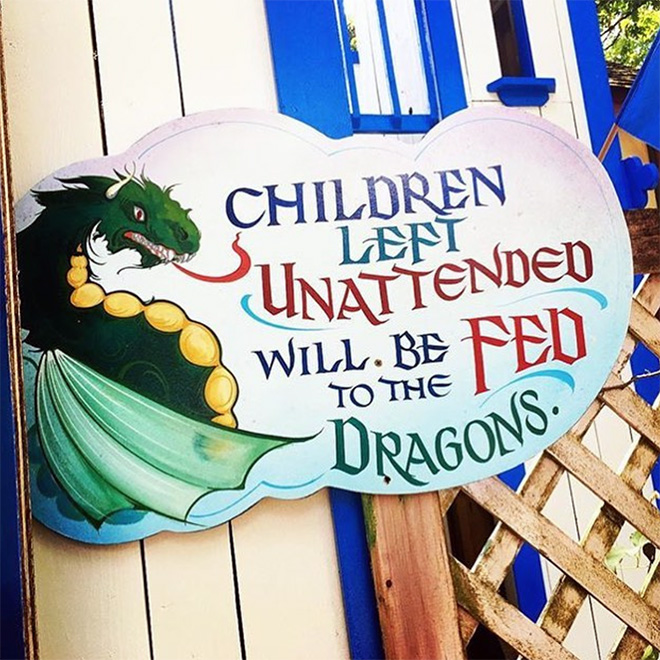 CHILDREN
LEFT
UNATTENDED
WILL·BE FED
TO THE
DRAGONS.